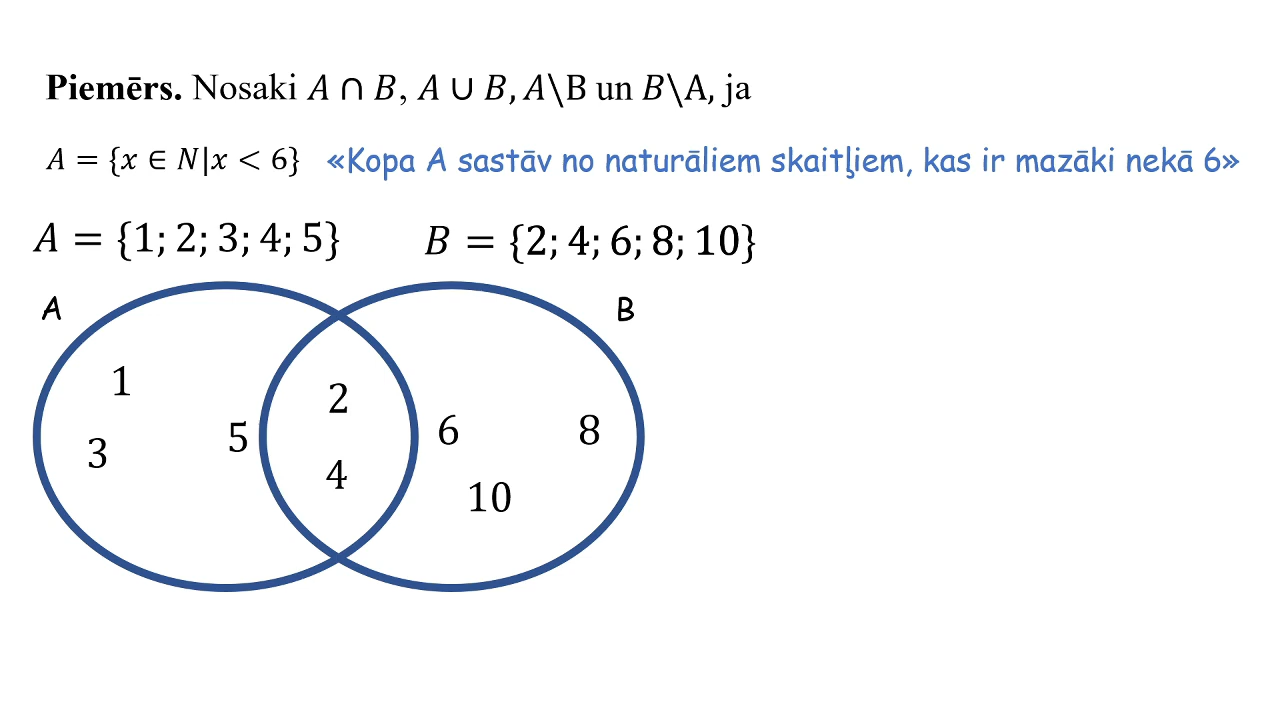 Piemērs. Nosaki A ∩ B, A ∪ B, A\B un B\A, ja
A = {x ∈ N|x < 6} «Kopa A sastāv no naturāliem skaitļiem, kas ir mazāki nekā 6»
A = {1; 2; 3; 4; 5} B = {2; 4; 6; 8; 10}
A B
1 2
5 6 8
3 4
10